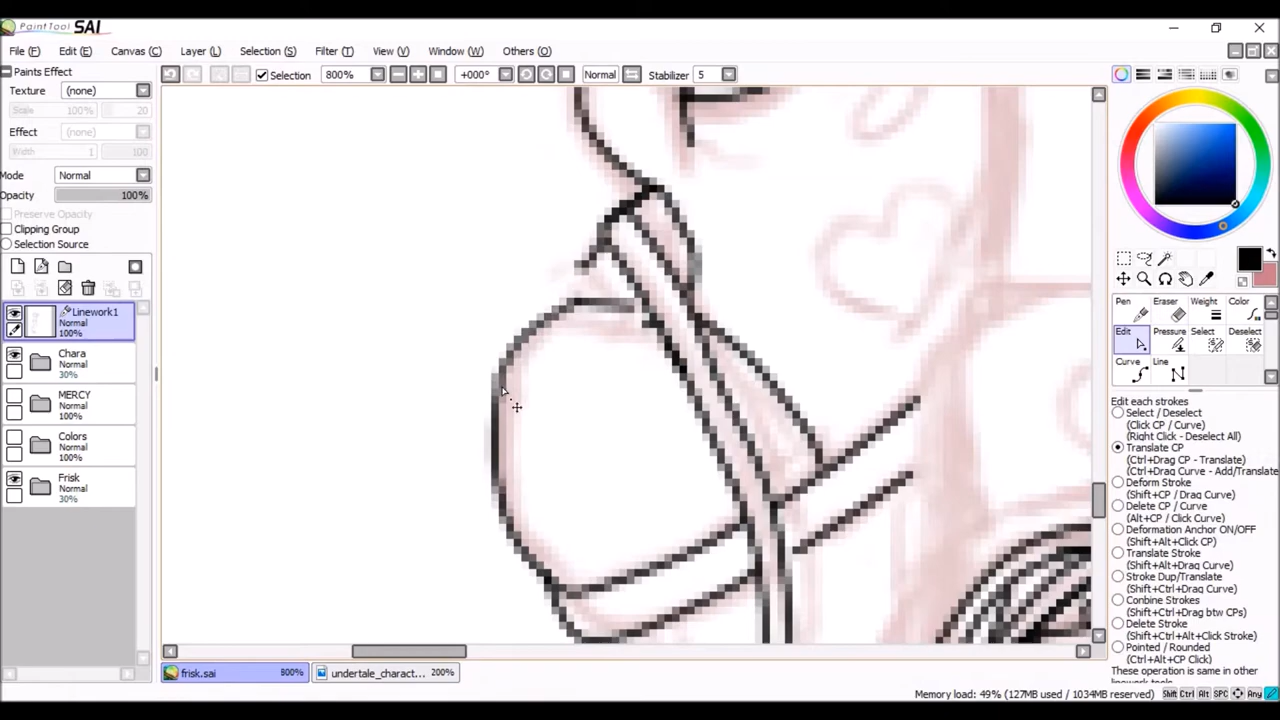 PaintTool SAI
File (F) Edit (E) Canvas (C) Layer (L) Selection (S) Filter (T) View (V) Window (W) Others (O)
Selection 800% +000° Normal Stabilizer 5
Paints Effect
Texture (none)
Scale 100% 20
Effect (none)
Width 1 100
Mode Normal
Opacity 100%
Preserve Opacity
Clipping Group
Selection Source
Linework1
Normal
100%
Chara
Normal
30%
MERCY
Normal
100%
Colors
Normal
100%
Frisk
Normal
30%
Pen Eraser Weight Color
Edit Pressure Select Deselect
Curve Line
Edit each strokes
Select / Deselect
(Click CP / Curve)
(Right Click - Deselect All)
Translate CP
(Ctrl+Drag CP - Translate)
(Ctrl+Drag Curve - Add/Translate
Deform Stroke
(Shift+CP / Drag Curve)
Delete CP / Curve
(Alt+CP / Click Curve)
Deformation Anchor ON/OFF
(Shift+Alt+Click CP)
Translate Stroke
(Shift+Alt+Drag Curve)
Stroke Dup/Translate
(Shift+Ctrl+Drag Curve)
Combine Strokes
(Shift+Ctrl+Drag btw CPs)
Delete Stroke
(Shift+Ctrl+Alt+Click Stroke)
Pointed / Rounded
(Ctrl+Alt+CP Click)
These operation is same in other
frisk.sai 800% undertale_charact... 200%
Memory load: 49% (127MB used / 1034MB reserved) Shift Ctrl Alt SPC Any